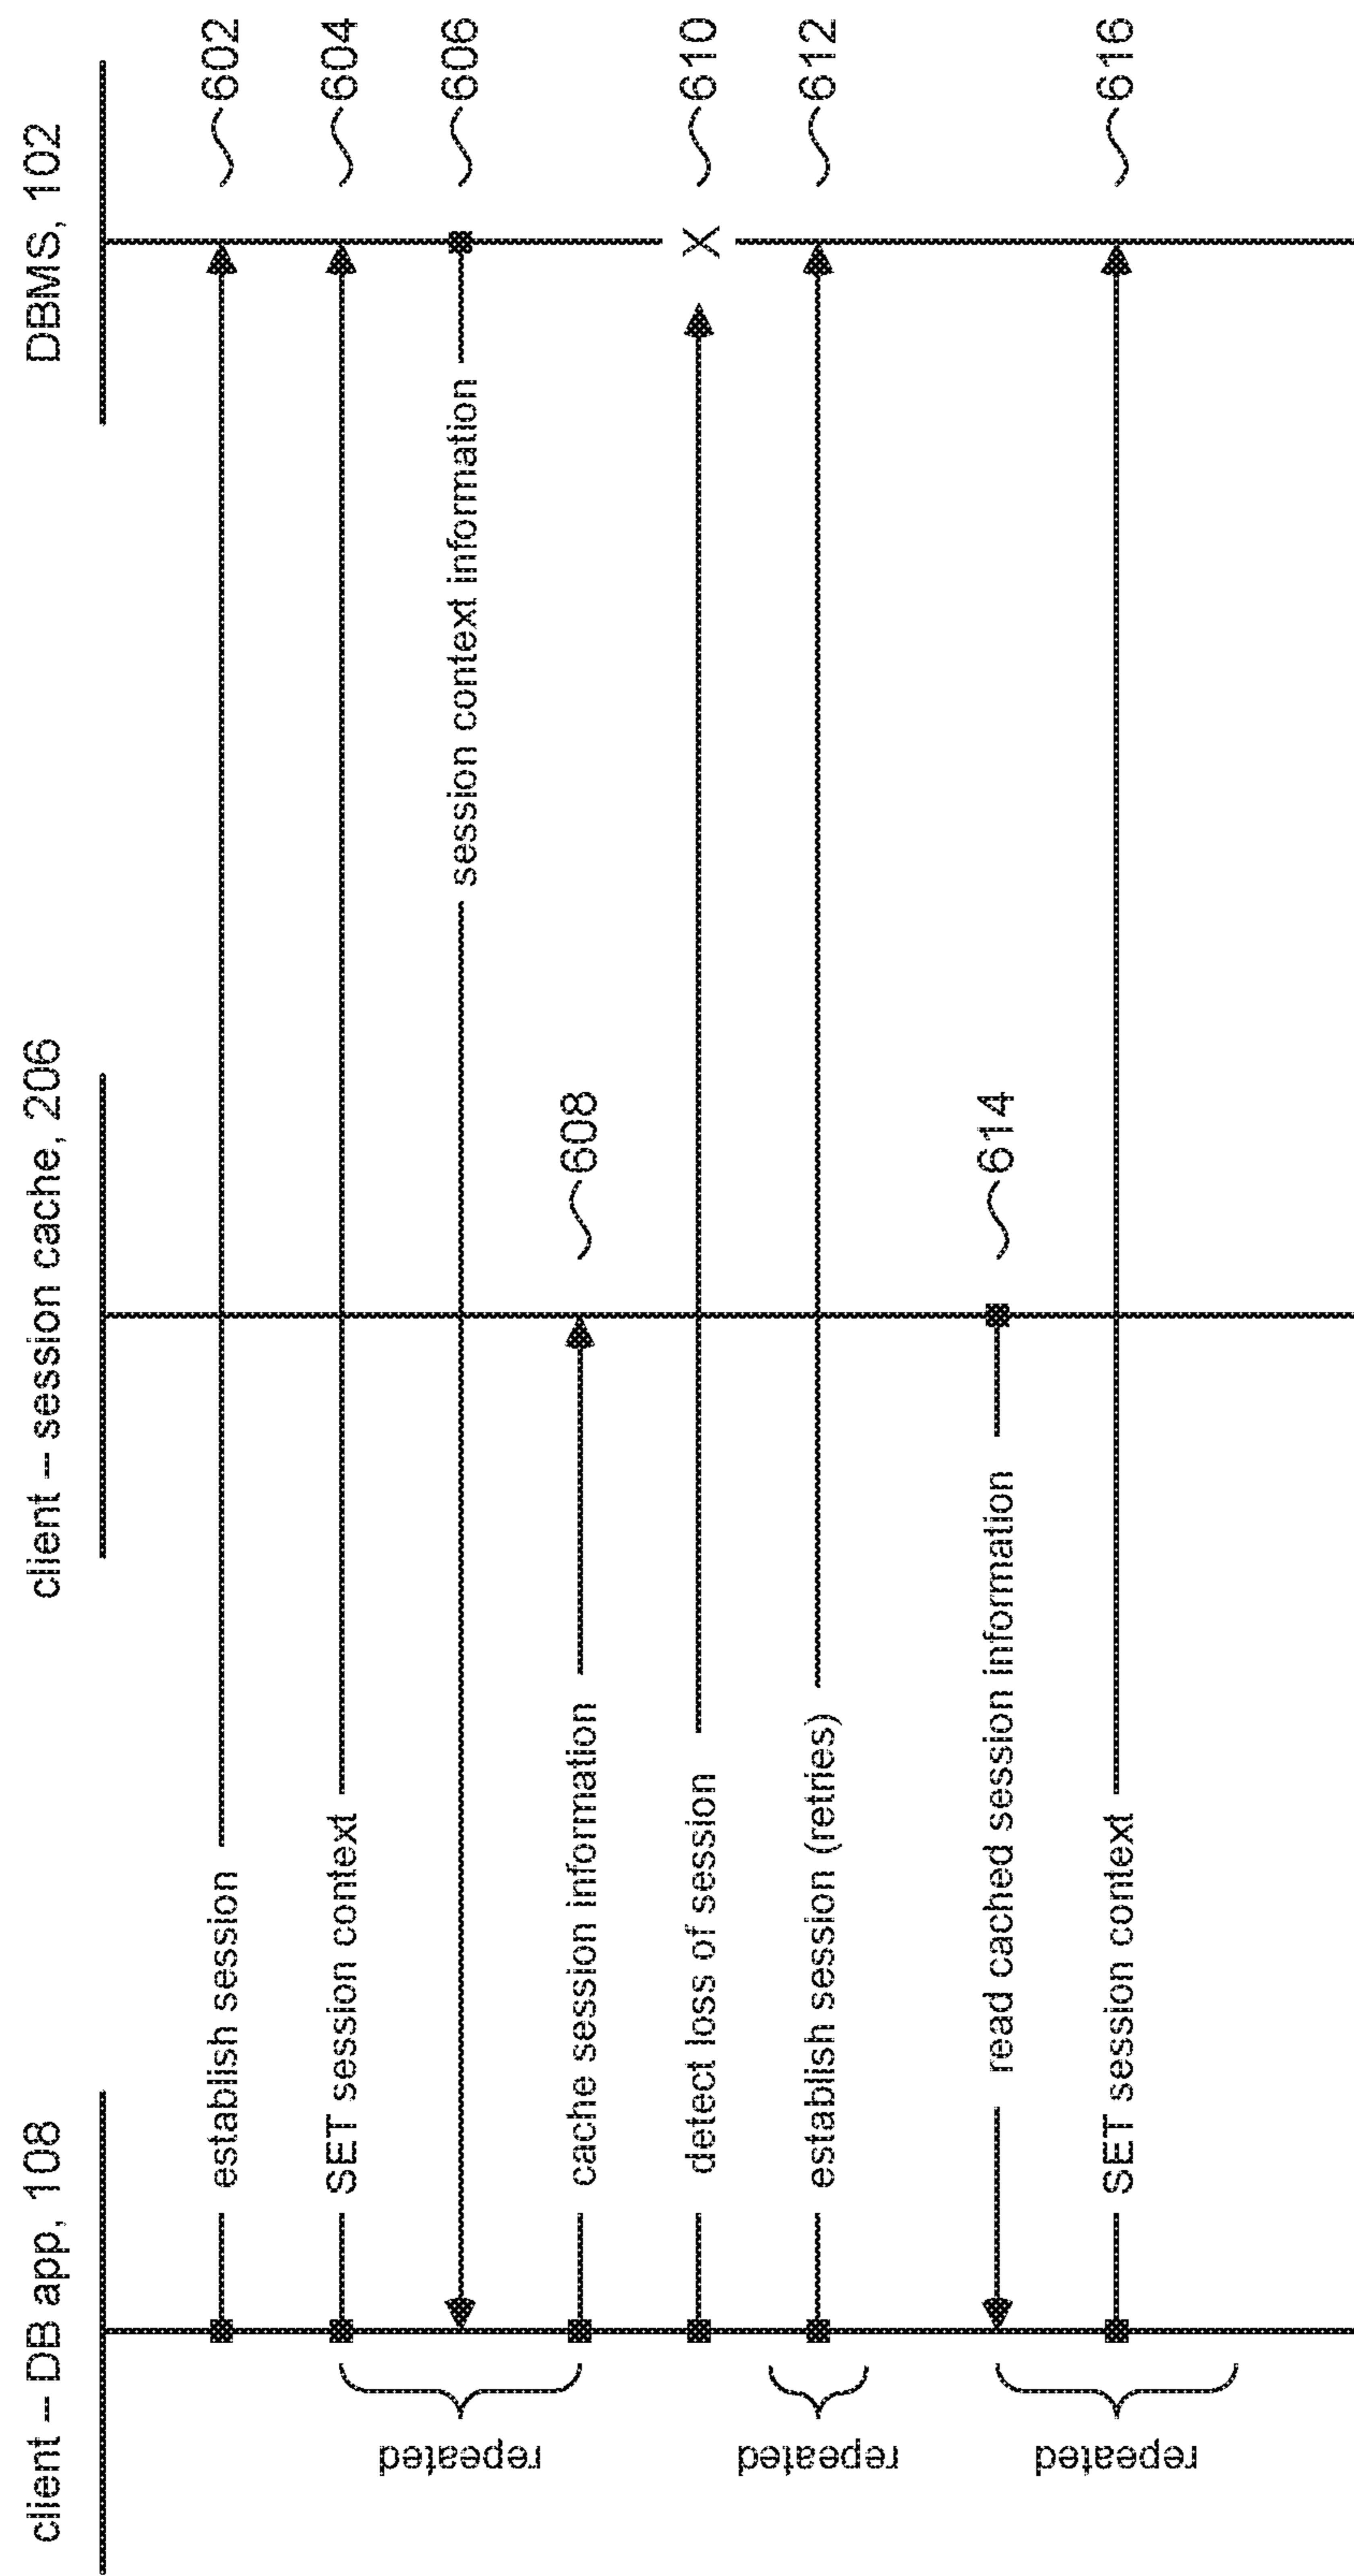 client – DB app, 108
client – session cache, 206
DBMS, 102
establish session
602
SET session context
604
session context information
606
cache session information
608
detect loss of session
X
610
establish session (retries)
612
read cached session information
614
SET session context
616
repeated
repeated
repeated